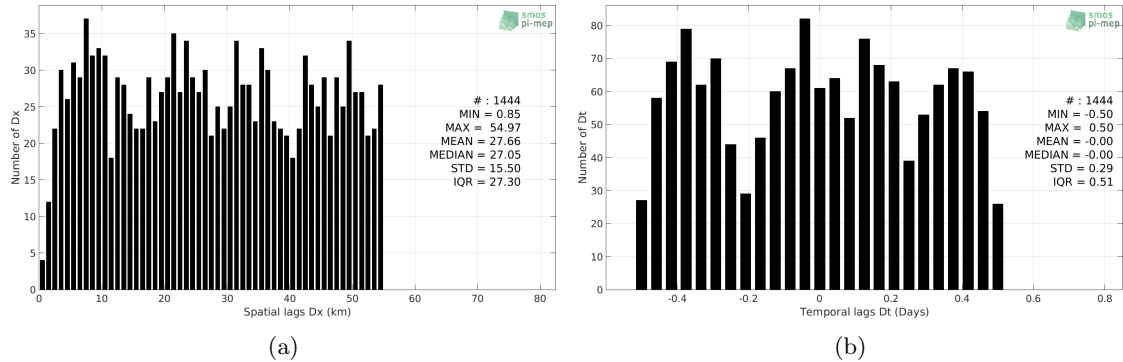 smos
pi-mep
35
30
25
20
15
10
5
0
Number of Dx
# : 1444
MIN = 0.85
MAX = 54.97
MEAN = 27.66
MEDIAN = 27.05
STD = 15.50
IQR = 27.30
0 10 20 30 40 50 60 70 80
Spatial lags Dx (km)
(a)
smos
pi-mep
80
70
60
50
40
30
20
10
0
Number of Dt
# : 1444
MIN = -0.50
MAX = 0.50
MEAN = -0.00
MEDIAN = -0.00
STD = 0.29
IQR = 0.51
-0.4 -0.2 0 0.2 0.4 0.6 0.8
Temporal lags Dt (Days)
(b)